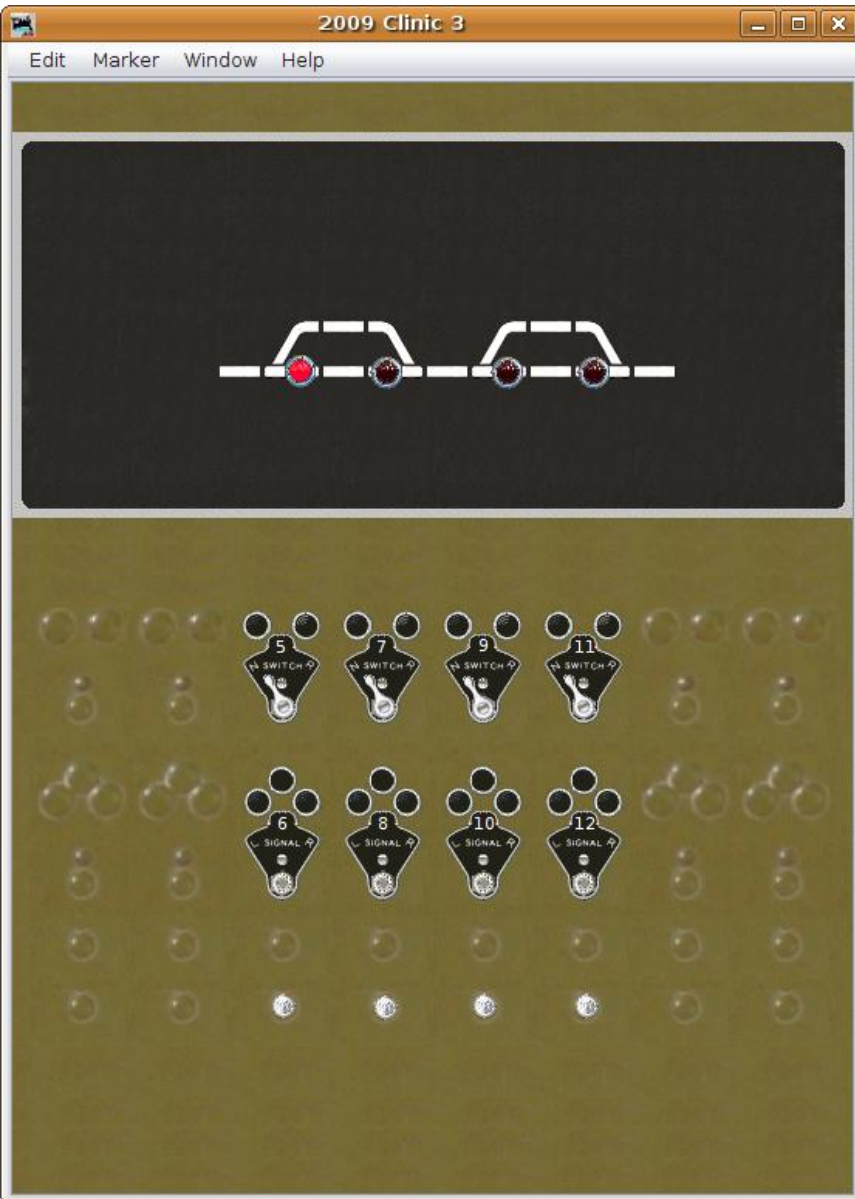 2009 Clinic 3
Edit Marker Window Help
5 7 9 11
N SWITCH R N SWITCH R N SWITCH R N SWITCH R
6 8 10 12
L SIGNAL R L SIGNAL R L SIGNAL R L SIGNAL R